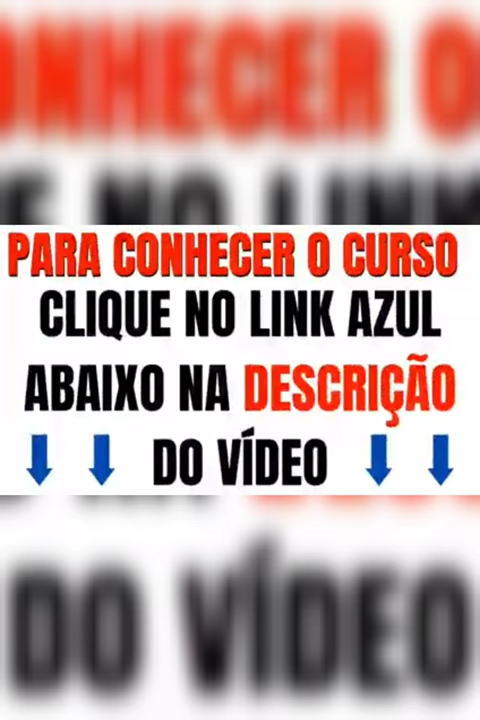 PARA CONHECER O CURSO
CLIQUE NO LINK AZUL
ABAIXO NA DESCRIÇÃO
DO VÍDEO